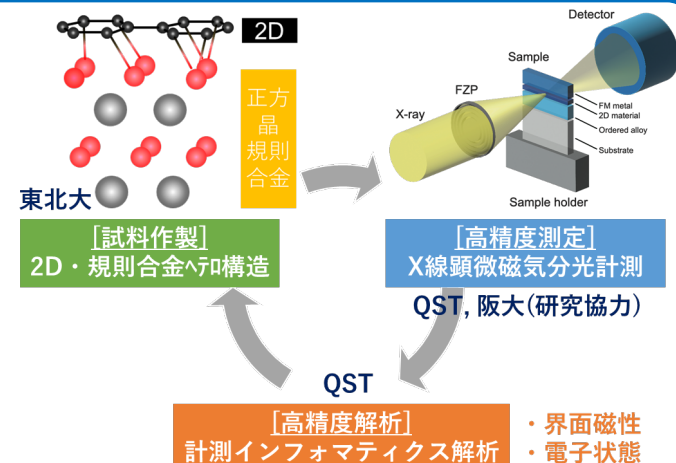 2D
正方
晶
規則
合金
東北大
[試料作製]
2D・規則合金ﾍﾃﾛ構造
Detector
Sample
FZP
X-ray
FM metal
2D material
Ordered alloy
Substrate
Sample holder
[高精度測定]
X線顕微磁気分光計測
QST, 阪大(研究協力)
QST
[高精度解析]
計測インフォマティクス解析
・界面磁性
・電子状態